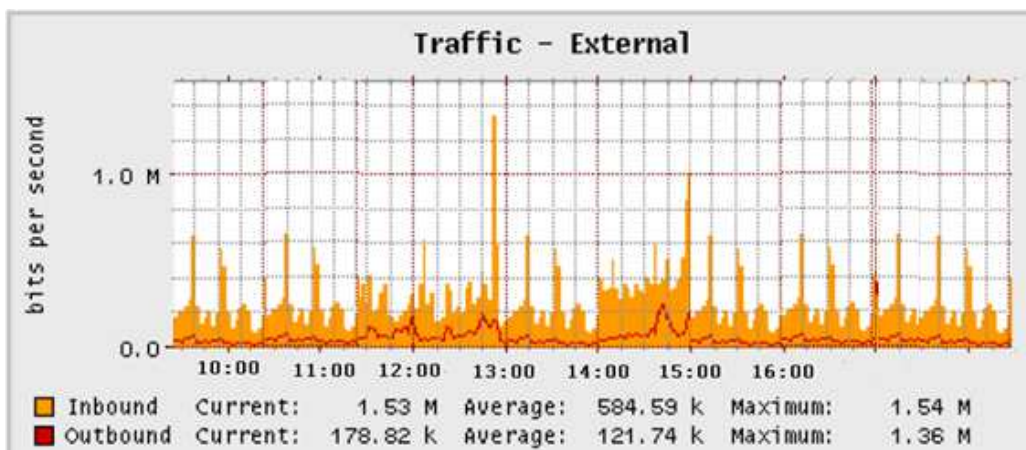 Traffic - External
bits per second
1.0 M
0.0
10:00 11:00 12:00 13:00 14:00 15:00 16:00
Inbound Current: 1.53 M Average: 584.59 k Maximum: 1.54 M
Outbound Current: 178.82 k Average: 121.74 k Maximum: 1.36 M